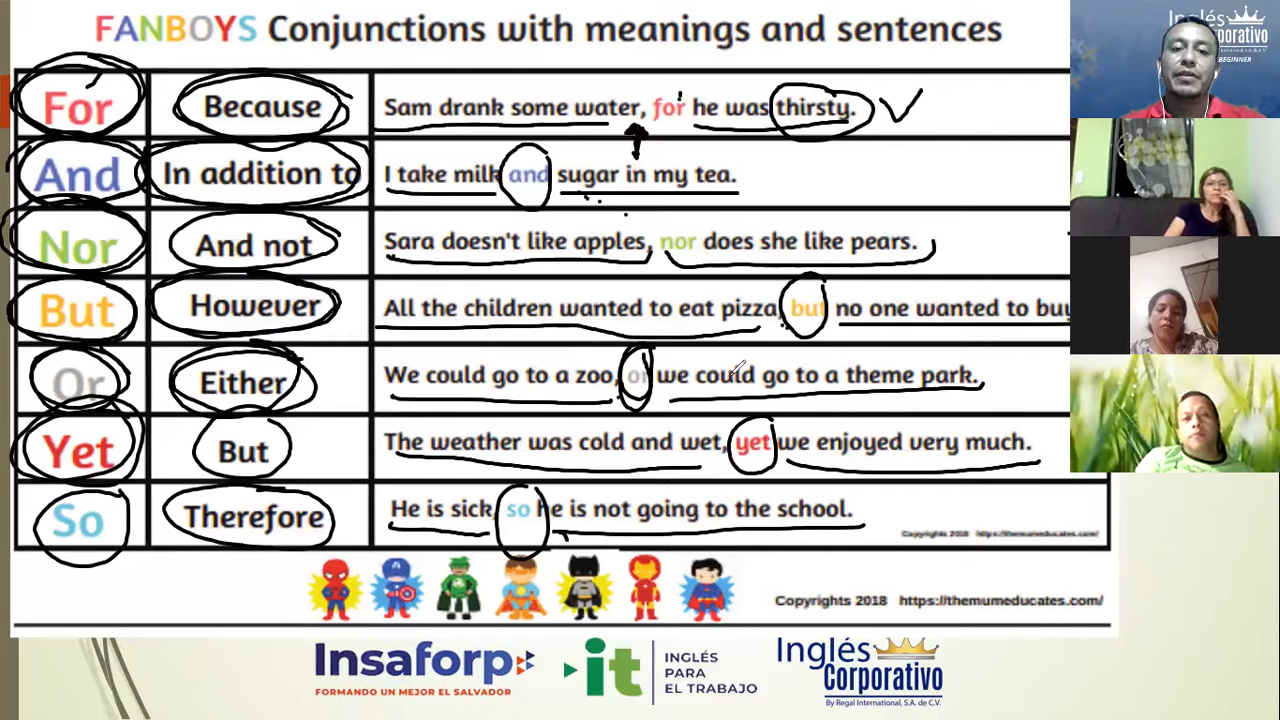 FANBOYS Conjunctions with meanings and sentences
Inglés
Corporativo
By Regal International, S.A. de C.V.
BEGINNER
For Because Sam drank some water, for he was thirsty.
And In addition to I take milk and sugar in my tea.
Nor And not Sara doesn't like apples, nor does she like pears.
But However All the children wanted to eat pizza, but no one wanted to buy
Or Either We could go to a zoo, or we could go to a theme park.
Yet But The weather was cold and wet, yet we enjoyed very much.
So Therefore He is sick, so he is not going to the school.
Copyrights 2018 https://themumeducates.com/
Copyrights 2018 https://themumeducates.com/
Insaforp
FORMANDO UN MEJOR EL SALVADOR
it
INGLÉS
PARA
EL TRABAJO
Inglés
Corporativo
By Regal International, S.A. de C.V.